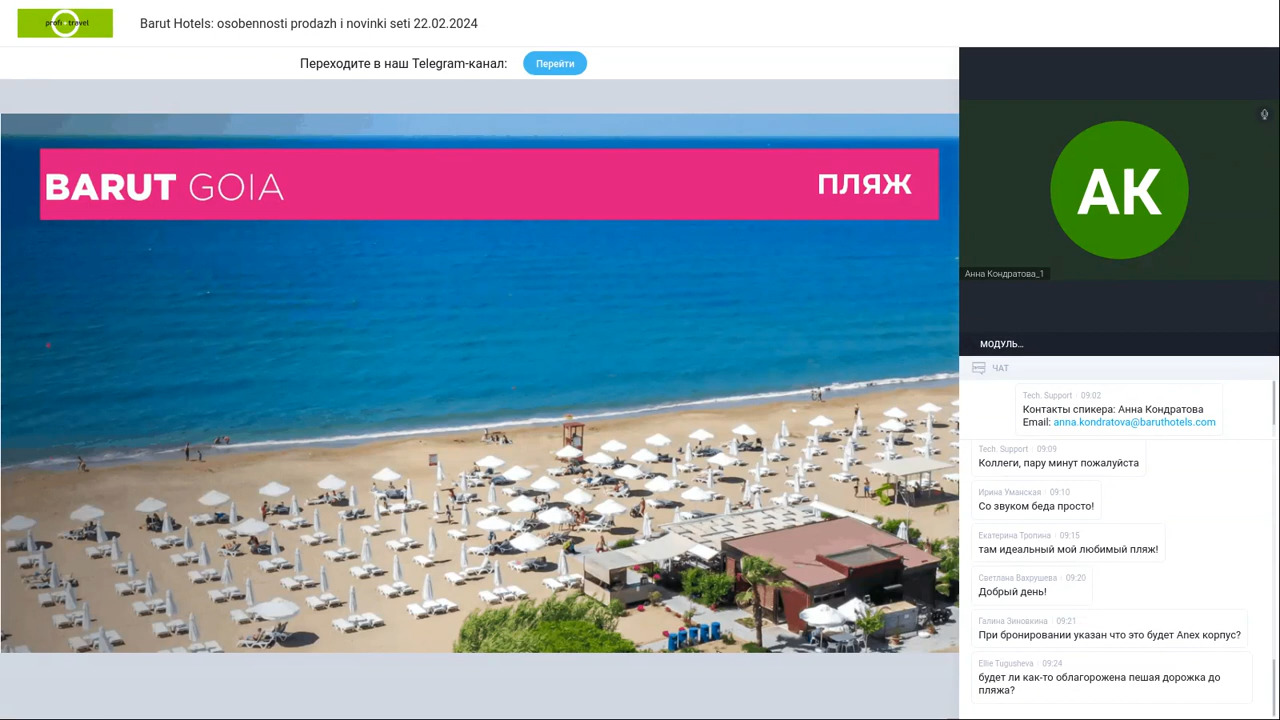 profi travel
Barut Hotels: osobennosti prodazh i novinki seti 22.02.2024
Переходите в наш Telegram-канал:
Перейти
BARUT GOIA
ПЛЯЖ
АК
Анна Кондратова_1
МОДУЛЬ...
ЧАТ
Tech. Support 09:02
Контакты спикера: Анна Кондратова
Email: anna.kondratova@baruthotels.com
Tech. Support 09:09
Коллеги, пару минут пожалуйста
Ирина Уманская 09:10
Со звуком беда просто!
Екатерина Тропина 09:15
там идеальный мой любимый пляж!
Светлана Вахрушева 09:20
Добрый день!
Галина Зиновкина 09:21
При бронировании указан что это будет Anex корпус?
Ellie Tugusheva 09:24
будет ли как-то облагорожена пешая дорожка до
пляжа?